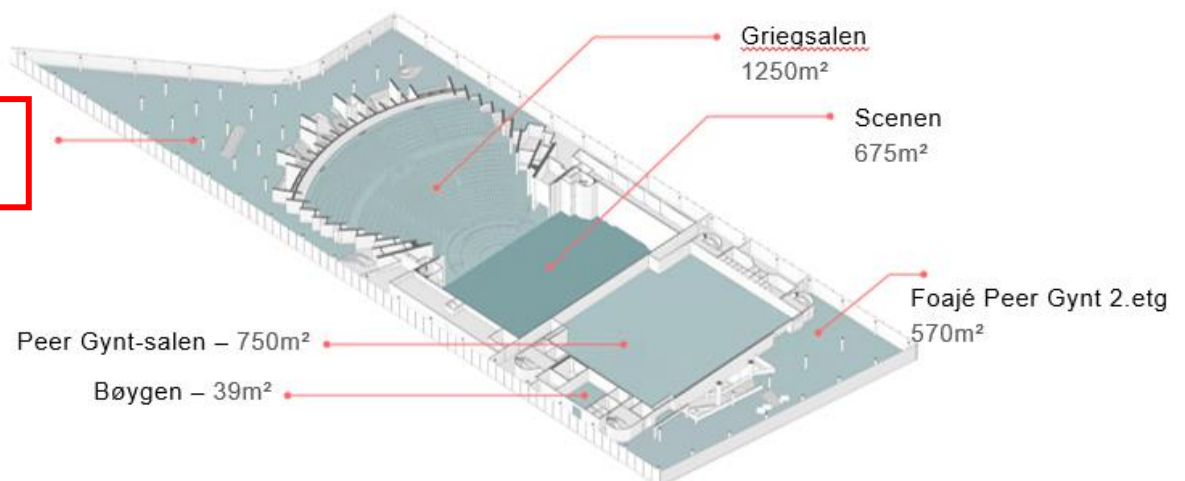 Griegsalen
1250m²
Scenen
675m²
Foajé Peer Gynt 2.etg
570m²
Peer Gynt-salen – 750m²
Bøygen – 39m²